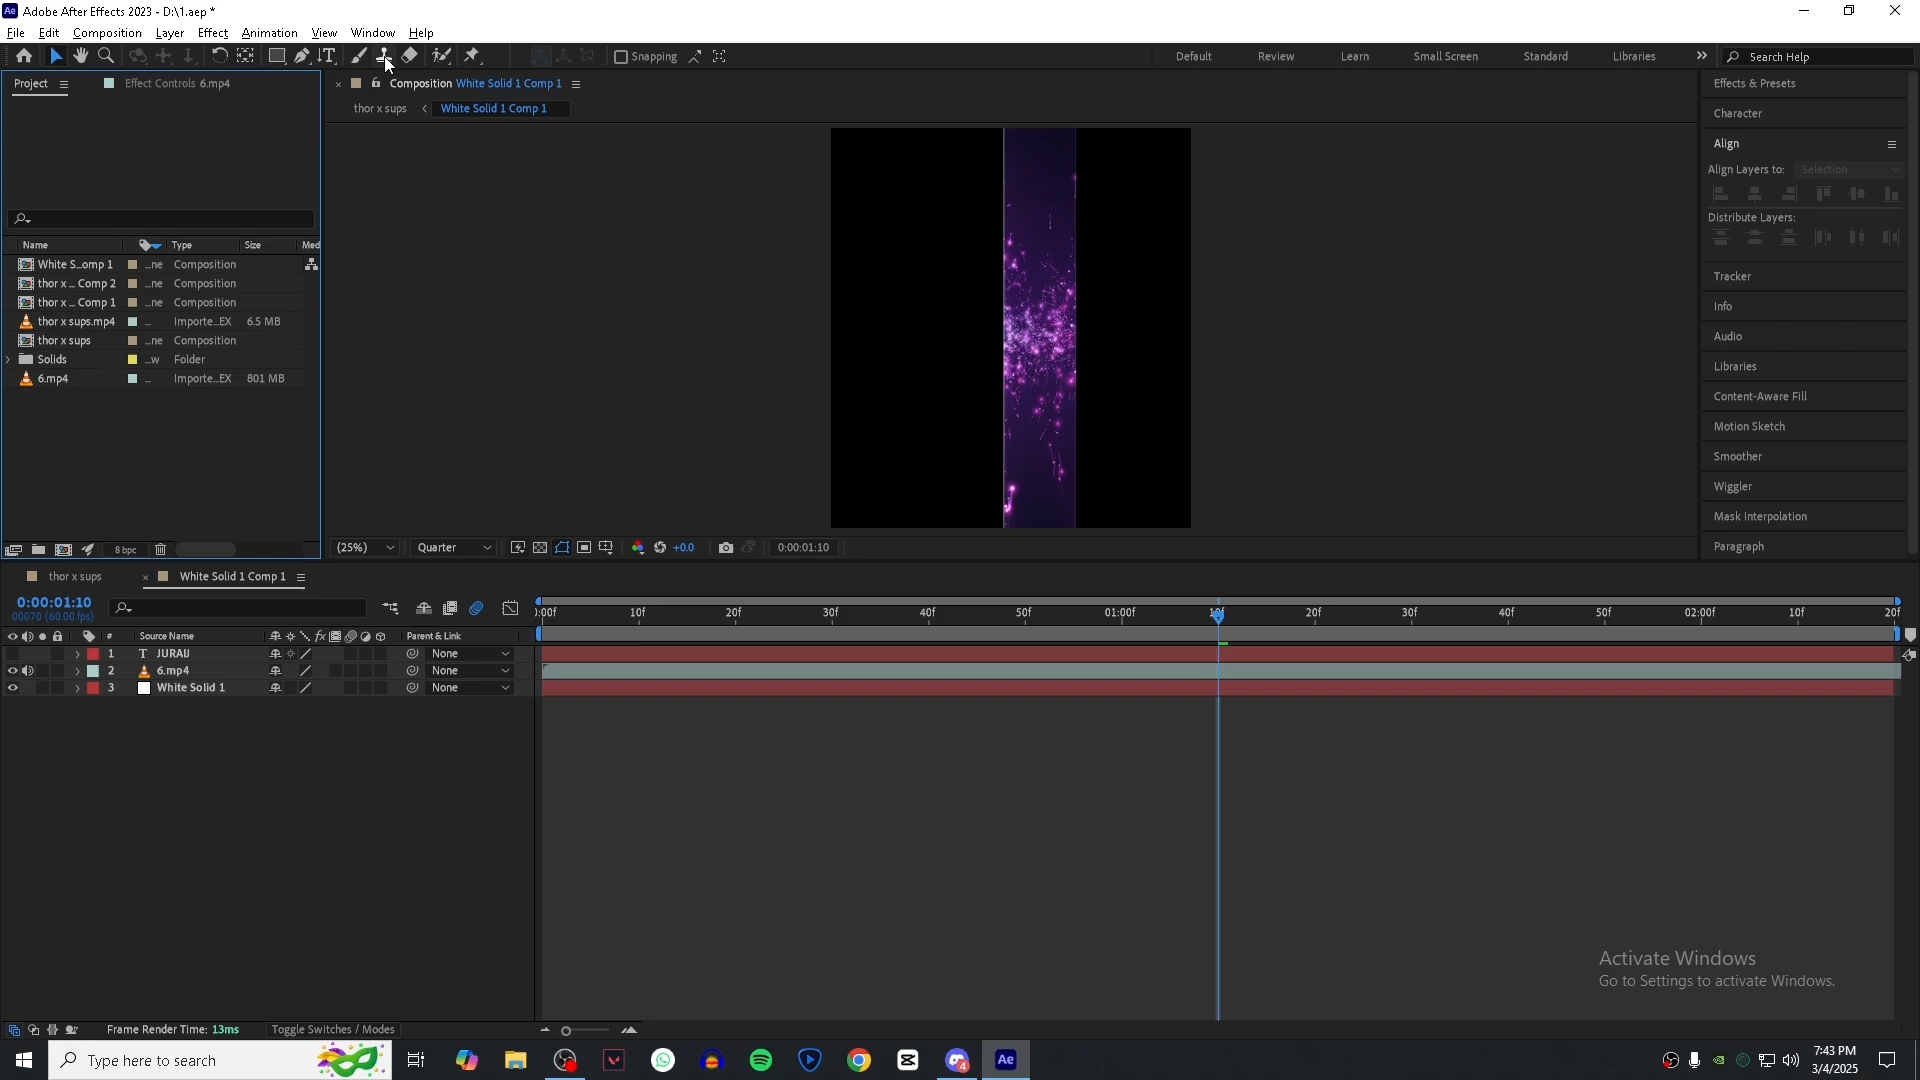 Adobe After Effects 2023 - D:\1.aep *
File Edit Composition Layer Effect Animation View Window Help
Snapping
Default Review Learn Small Screen Standard Libraries
Search Help
Project
Effect Controls 6.mp4
Composition White Solid 1 Comp 1
thor x sups < White Solid 1 Comp 1
Name Type Size Med
White S...omp 1 ...ne Composition
thor x ... Comp 2 ...ne Composition
thor x ... Comp 1 ...ne Composition
thor x sups.mp4 ... Importe...EX 6.5 MB
thor x sups ...ne Composition
Solids ...w Folder
6.mp4 ... Importe...EX 801 MB
8 bpc
(25%) Quarter +0.0 0:00:01:10
Effects & Presets
Character
Align
Align Layers to: Selection
Distribute Layers:
Tracker
Info
Audio
Libraries
Content-Aware Fill
Motion Sketch
Smoother
Wiggler
Mask Interpolation
Paragraph
thor x sups × White Solid 1 Comp 1
0:00:01:10
00070 (60.00 fps)
):00f 10f 20f 30f 40f 50f 01:00f 10f 20f 30f 40f 50f 02:00f 10f 20f
# Source Name fx Parent & Link
1 T JURAIJ None
2 6.mp4 None
3 White Solid 1 None
Activate Windows
Go to Settings to activate Windows.
Frame Render Time: 13ms Toggle Switches / Modes
Type here to search
4
Ae
7:43 PM
3/4/2025